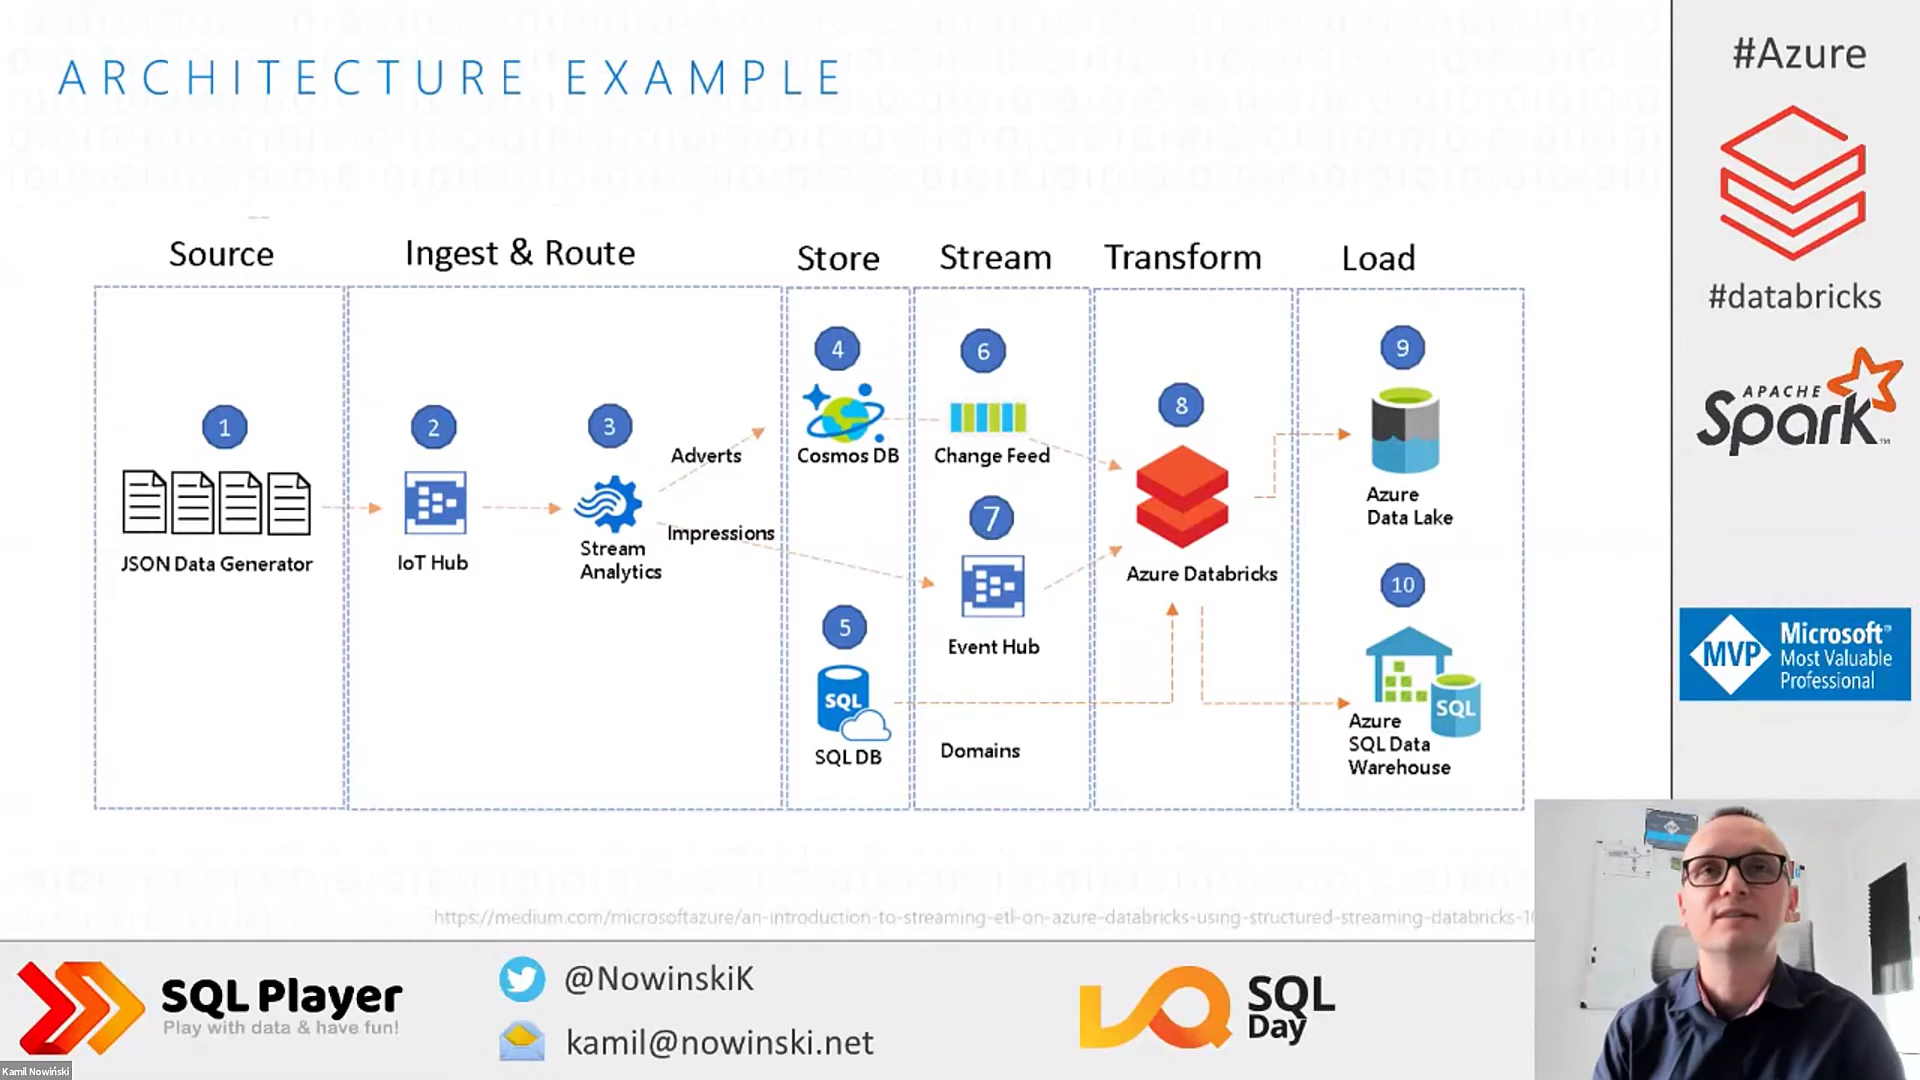 ARCHITECTURE EXAMPLE
Source
Ingest & Route
Store
Stream
Transform
Load
1
JSON Data Generator
2
IoT Hub
3
Stream
Analytics
Adverts
Impressions
4
Cosmos DB
5
SQL
SQL DB
6
Change Feed
7
Event Hub
Domains
8
Azure Databricks
9
Azure
Data Lake
10
SQL
Azure
SQL Data
Warehouse
https://medium.com/microsoftazure/an-introduction-to-streaming-etl-on-azure-databricks-using-structured-streaming-databricks-1
#Azure
#databricks
APACHE
Spark™
MVP
Microsoft®
Most Valuable
Professional
SQL Player
Play with data & have fun!
@NowinskiK
kamil@nowinski.net
SQL
Day
Kamil Nowiński